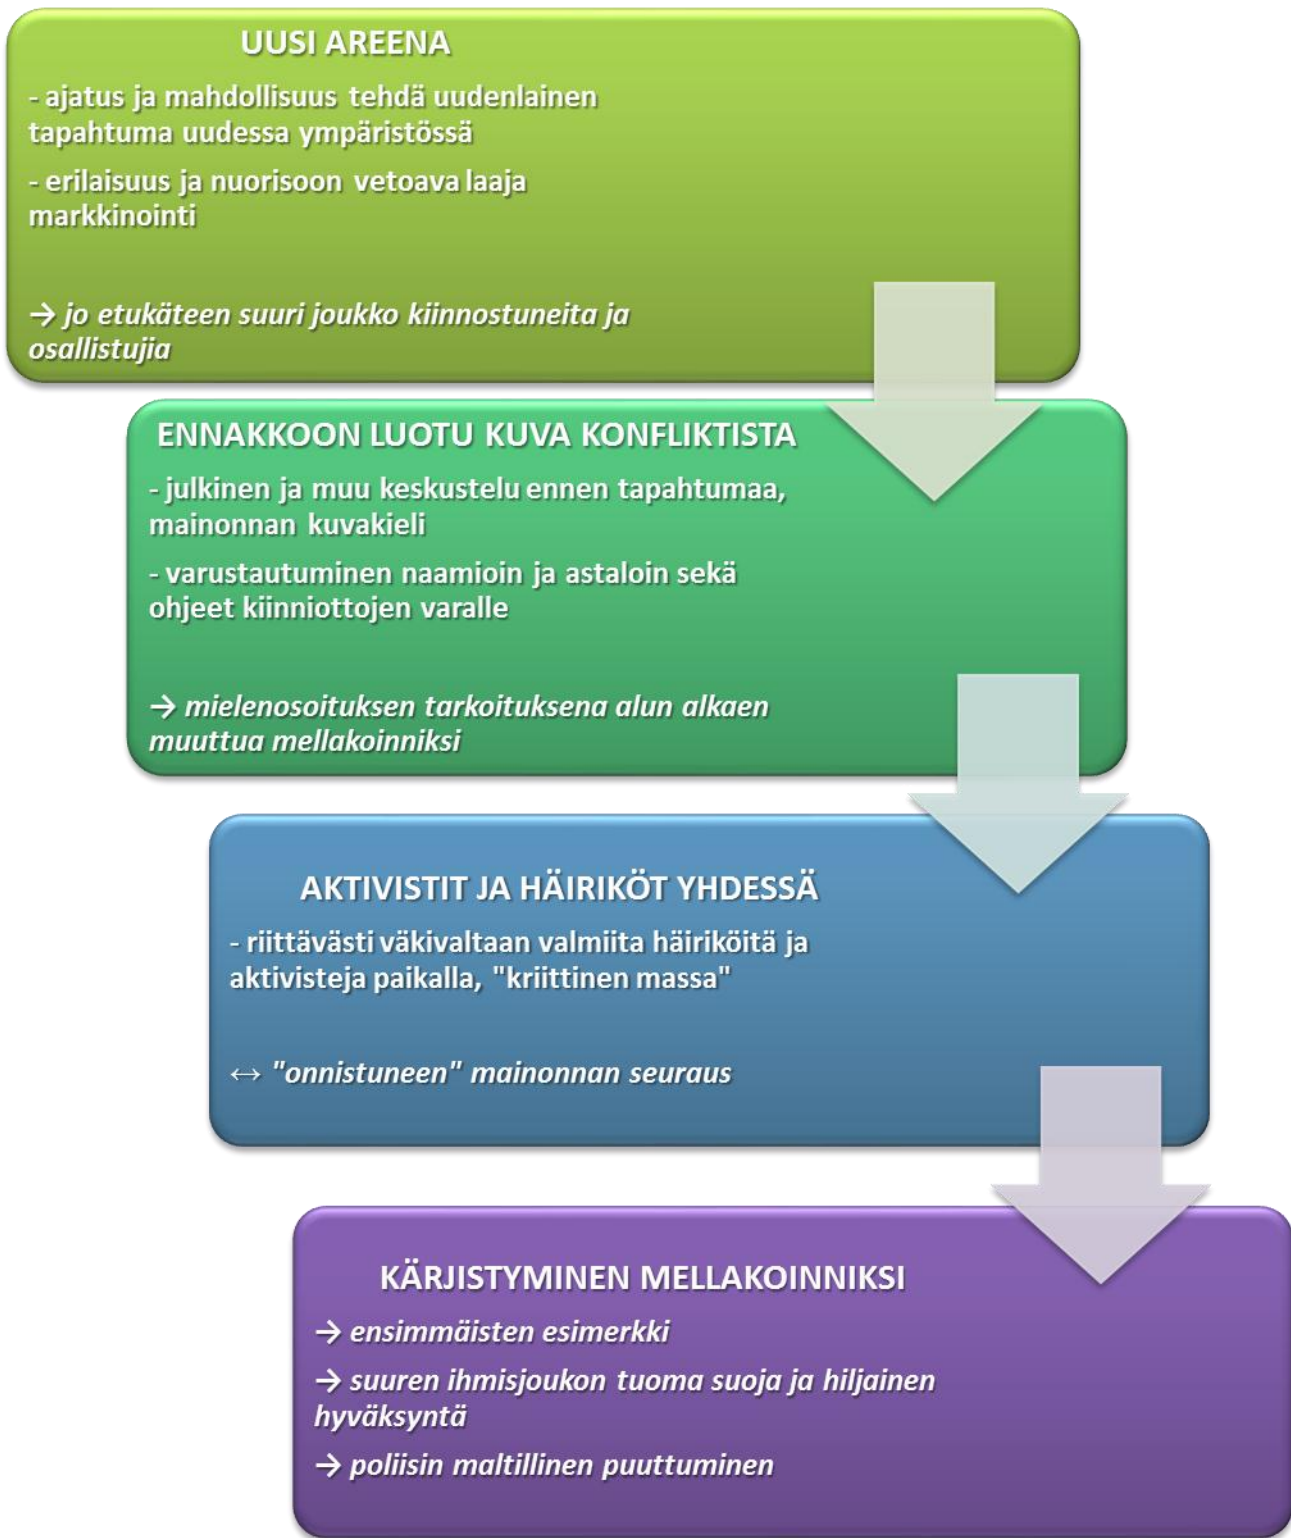 UUSI AREENA
- ajatus ja mahdollisuus tehdä uudenlainen
tapahtuma uudessa ympäristössä
- erilaisuus ja nuorisoon vetoava laaja
markkinointi
→ jo etukäteen suuri joukko kiinnostuneita ja
osallistujia
ENNAKKOON LUOTU KUVA KONFLIKTISTA
- julkinen ja muu keskustelu ennen tapahtumaa,
mainonnan kuvakieli
- varustautuminen naamioin ja astaloin sekä
ohjeet kiinniottojen varalle
→ mielenosoituksen tarkoituksena alun alkaen
muuttua mellakoinniksi
AKTIVISTIT JA HÄIRIKÖT YHDESSÄ
- riittävästi väkivaltaan valmiita häiriköitä ja
aktivisteja paikalla, "kriittinen massa"
↔ "onnistuneen" mainonnan seuraus
KÄRJISTYMINEN MELLAKOINNIKSI
→ ensimmäisten esimerkki
→ suuren ihmisjoukon tuoma suoja ja hiljainen
hyväksyntä
→ poliisin maltillinen puuttuminen